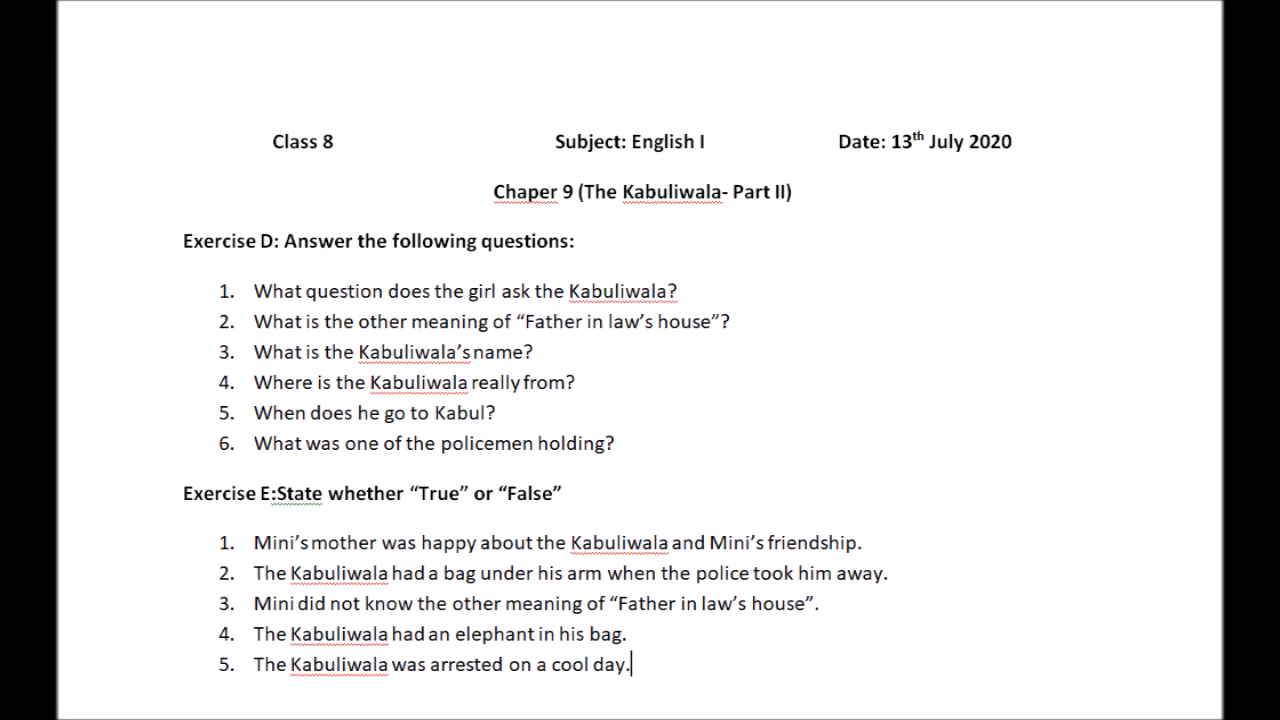 Class 8 Subject: English I Date: 13th July 2020
Chaper 9 (The Kabuliwala- Part II)
Exercise D: Answer the following questions:
1. What question does the girl ask the Kabuliwala?
2. What is the other meaning of “Father in law’s house”?
3. What is the Kabuliwala’s name?
4. Where is the Kabuliwala really from?
5. When does he go to Kabul?
6. What was one of the policemen holding?
Exercise E:State whether “True” or “False”
1. Mini’s mother was happy about the Kabuliwala and Mini’s friendship.
2. The Kabuliwala had a bag under his arm when the police took him away.
3. Mini did not know the other meaning of “Father in law’s house”.
4. The Kabuliwala had an elephant in his bag.
5. The Kabuliwala was arrested on a cool day.